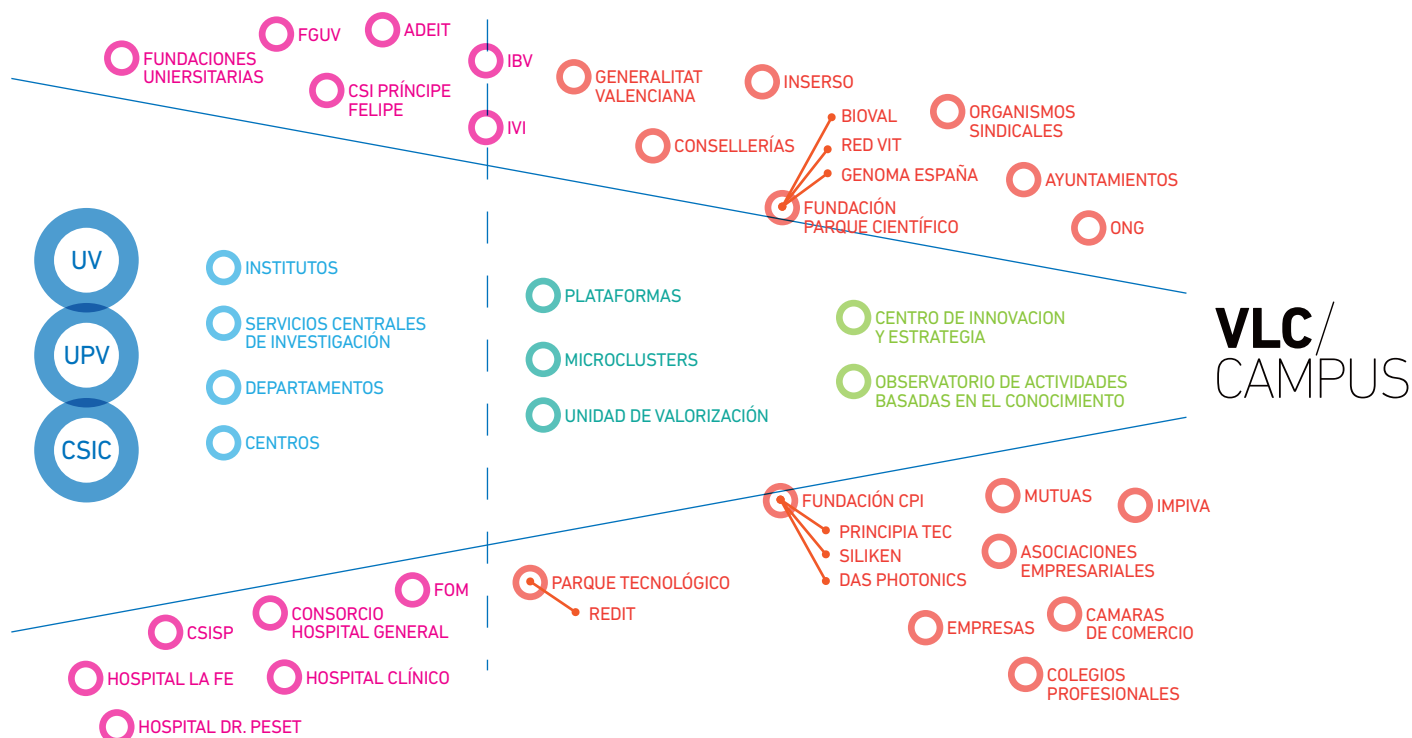 FUNDACIONES
UNIERSITARIAS
FGUV
ADEIT
CSI PRÍNCIPE
FELIPE
IBV
IVI
GENERALITAT
VALENCIANA
INSERSO
CONSELLERÍAS
BIOVAL
RED VIT
GENOMA ESPAÑA
FUNDACIÓN
PARQUE CIENTÍFICO
ORGANISMOS
SINDICALES
AYUNTAMIENTOS
ONG
UV
UPV
CSIC
INSTITUTOS
SERVICIOS CENTRALES
DE INVESTIGACIÓN
DEPARTAMENTOS
CENTROS
PLATAFORMAS
MICROCLUSTERS
UNIDAD DE VALORIZACIÓN
CENTRO DE INNOVACION
Y ESTRATEGIA
OBSERVATORIO DE ACTIVIDADES
BASADAS EN EL CONOCIMIENTO
VLC/
CAMPUS
FOM
CONSORCIO
HOSPITAL GENERAL
CSISP
HOSPITAL LA FE
HOSPITAL CLÍNICO
HOSPITAL DR. PESET
PARQUE TECNOLÓGICO
REDIT
FUNDACIÓN CPI
PRINCIPIA TEC
SILIKEN
DAS PHOTONICS
MUTUAS
IMPIVA
ASOCIACIONES
EMPRESARIALES
EMPRESAS
CAMARAS
DE COMERCIO
COLEGIOS
PROFESIONALES